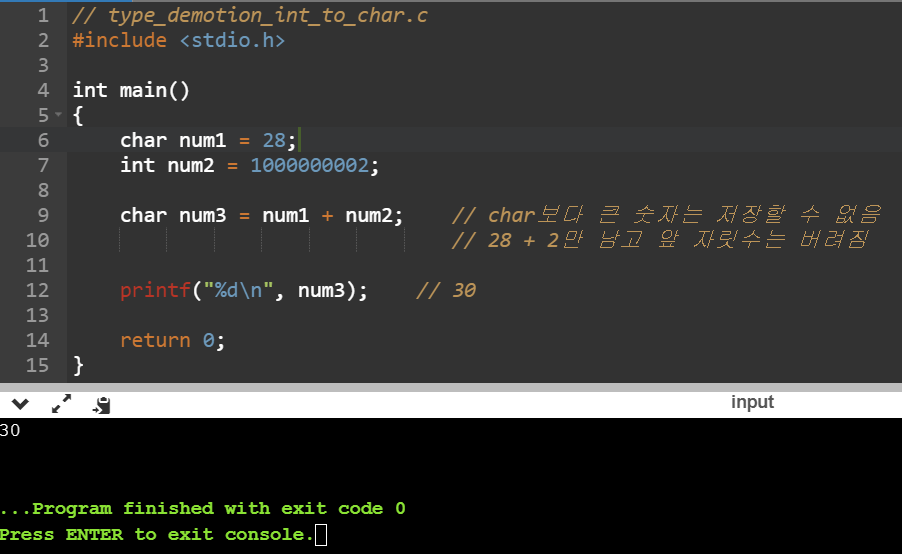 1 // type_demotion_int_to_char.c
2 #include <stdio.h>
3
4 int main()
5 {
6 char num1 = 28;
7 int num2 = 1000000002;
8
9 char num3 = num1 + num2; // char보다 큰 숫자는 저장할 수 없음
10 // 28 + 2만 남고 앞 자릿수는 버려짐
11
12 printf("%d\n", num3); // 30
13
14 return 0;
15 }
input
30
...Program finished with exit code 0
Press ENTER to exit console.